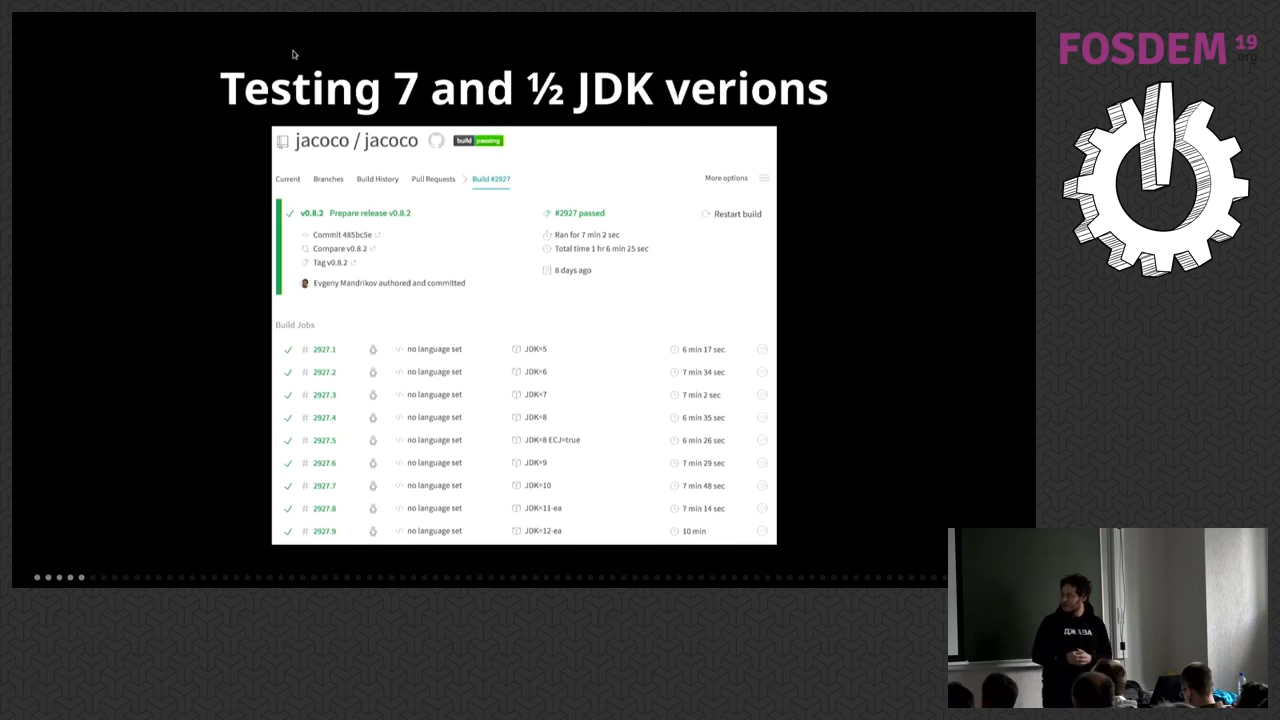 Testing 7 and ½ JDK verions
FOSDEM 19
.org
jacoco / jacoco build passing
Current Branches Build History Pull Requests Build #2927 More options
v0.8.2 Prepare release v0.8.2 #2927 passed Restart build
Commit 485bc5e Ran for 7 min 2 sec
Compare v0.8.2 Total time 1 hr 6 min 25 sec
Tag v0.8.2
8 days ago
Evgeny Mandrikov authored and committed
Build Jobs
# 2927.1 </> no language set JDK=5 6 min 17 sec
# 2927.2 </> no language set JDK=6 7 min 34 sec
# 2927.3 </> no language set JDK=7 7 min 2 sec
# 2927.4 </> no language set JDK=8 6 min 35 sec
# 2927.5 </> no language set JDK=8 ECJ=true 6 min 26 sec
# 2927.6 </> no language set JDK=9 7 min 29 sec
# 2927.7 </> no language set JDK=10 7 min 48 sec
# 2927.8 </> no language set JDK=11-ea 7 min 14 sec
# 2927.9 </> no language set JDK=12-ea 10 min
ДЖАВА